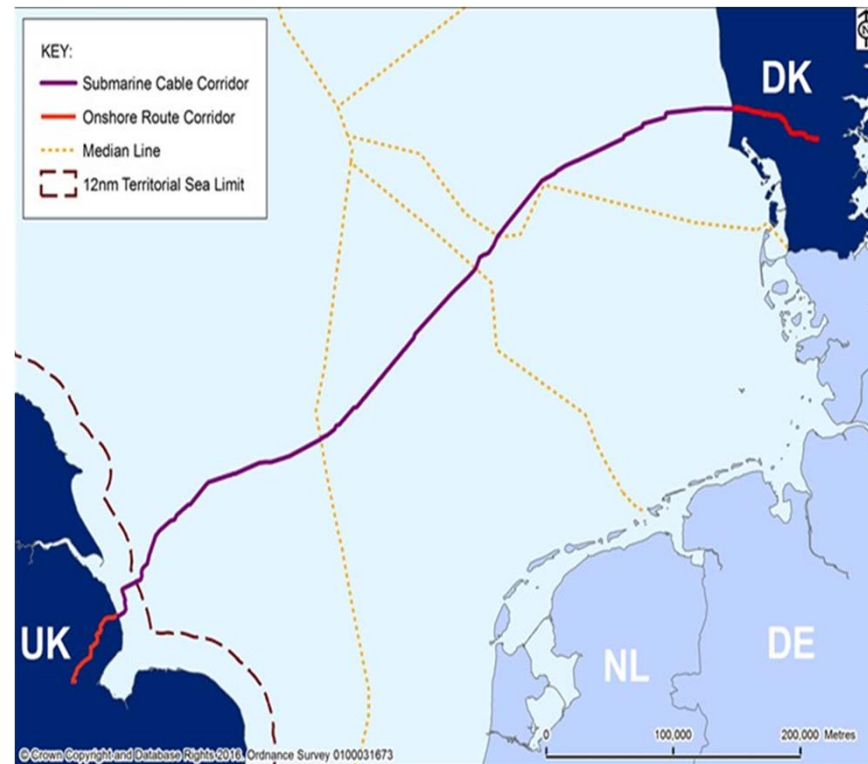 KEY:
Submarine Cable Corridor
Onshore Route Corridor
Median Line
12nm Territorial Sea Limit
N
DK
UK
NL
DE
0 100,000 200,000 Metres
© Crown Copyright and Database Rights 2016. Ordnance Survey 0100031673